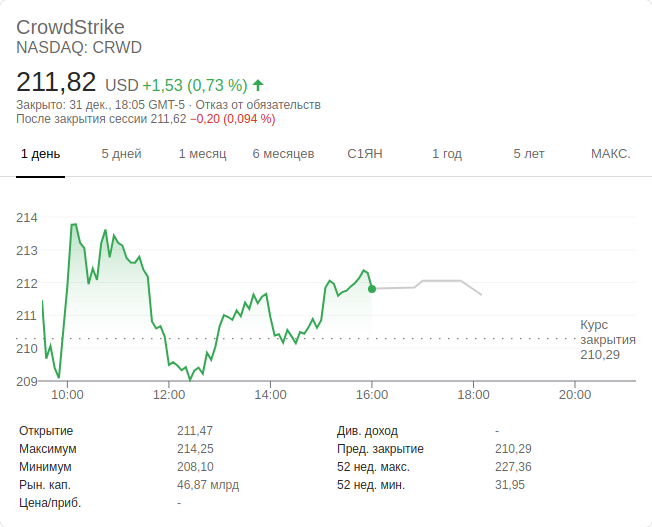 CrowdStrike
NASDAQ: CRWD
211,82 USD +1,53 (0,73 %)
Закрыто: 31 дек., 18:05 GMT-5 · Отказ от обязательств
После закрытия сессии 211,62 −0,20 (0,094 %)
1 день 5 дней 1 месяц 6 месяцев С1ЯН 1 год 5 лет МАКС.
214
213
212
211
210
209
Курс
закрытия
210,29
10:00 12:00 14:00 16:00 18:00 20:00
Открытие 211,47 Див. доход -
Максимум 214,25 Пред. закрытие 210,29
Минимум 208,10 52 нед. макс. 227,36
Рын. кап. 46,87 млрд 52 нед. мин. 31,95
Цена/приб. -